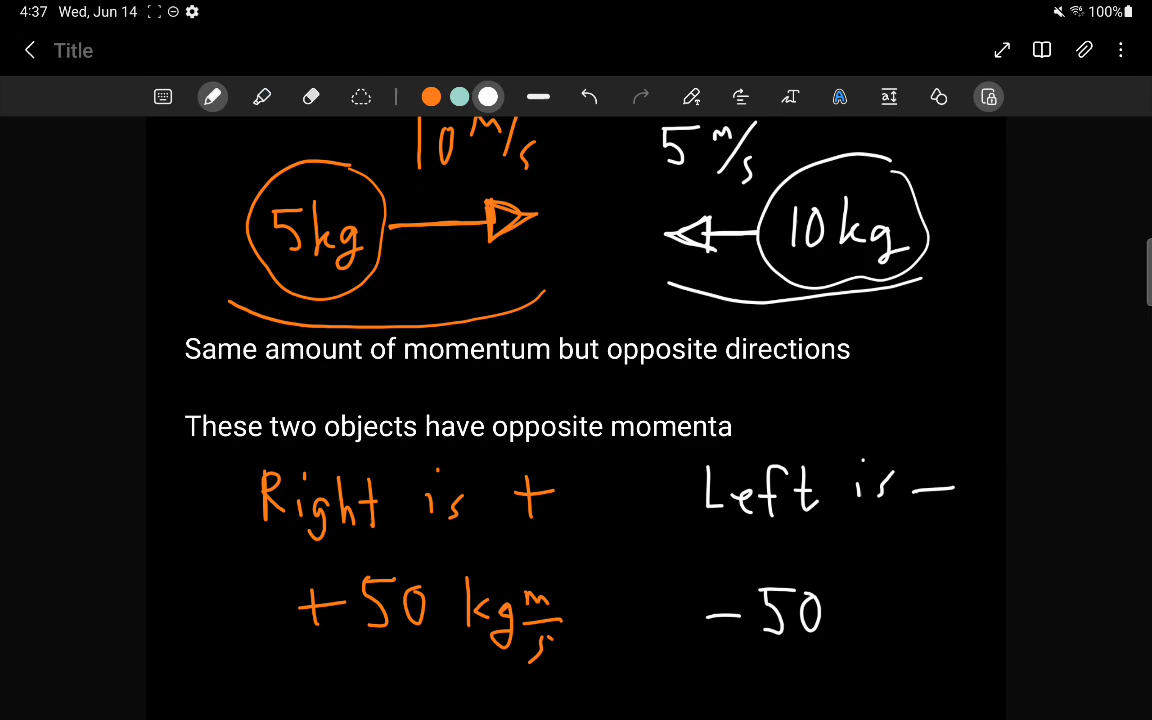 4:37 Wed, Jun 14 100%
Title
10 m/s 5 m/s
5kg 10kg
Same amount of momentum but opposite directions
These two objects have opposite momenta
Right is + Left is –
+50 kg m/s –50